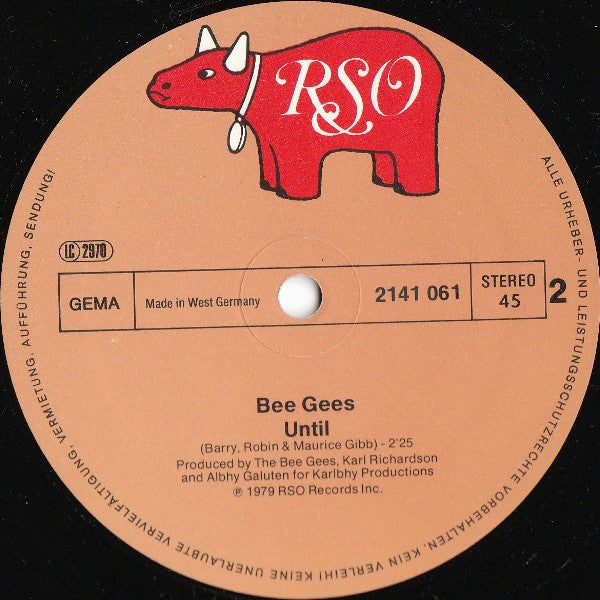 RSO
LC 2970
GEMA
Made in West Germany
2141 061
STEREO
45
2
Bee Gees
Until
(Barry, Robin & Maurice Gibb) - 2'25
Produced by The Bee Gees, Karl Richardson
and Albhy Galuten for Karlbhy Productions
℗ 1979 RSO Records Inc.
ALLE URHEBER- UND LEISTUNGSSCHUTZRECHTE VORBEHALTEN. KEIN VERLEIH! KEINE UNERLAUBTE VERVIELFÄLTIGUNG, VERMIETUNG, AUFFÜHRUNG, SENDUNG!